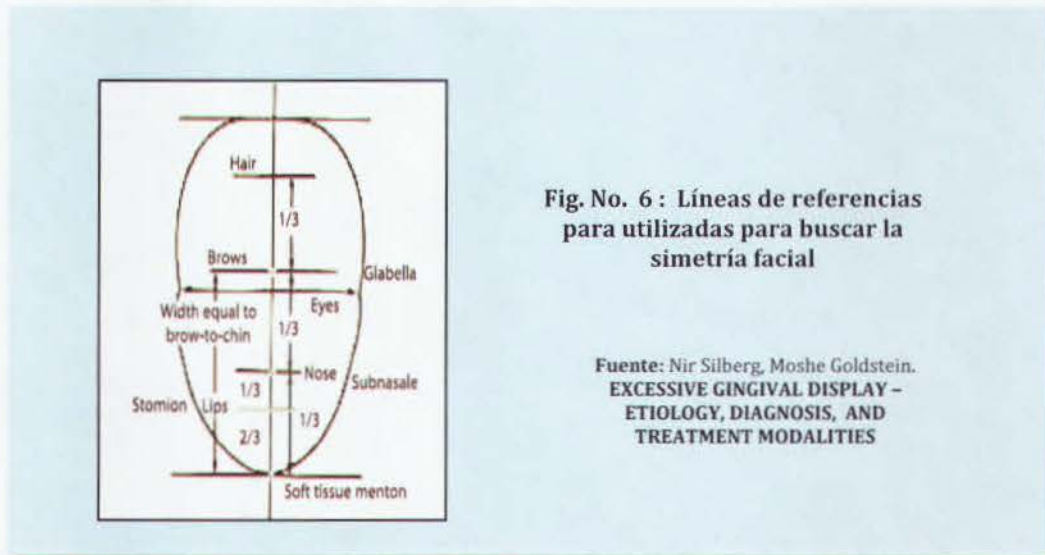 Hair
1/3
Brows
Glabella
Eyes
Width equal to
brow-to-chin
1/3
Nose
1/3
Subnasale
Stomion Lips
1/3
2/3
Soft tissue menton
Fig. No. 6 : Líneas de referencias
para utilizadas para buscar la
simetría facial
Fuente: Nir Silberg, Moshe Goldstein.
EXCESSIVE GINGIVAL DISPLAY –
ETIOLOGY, DIAGNOSIS, AND
TREATMENT MODALITIES